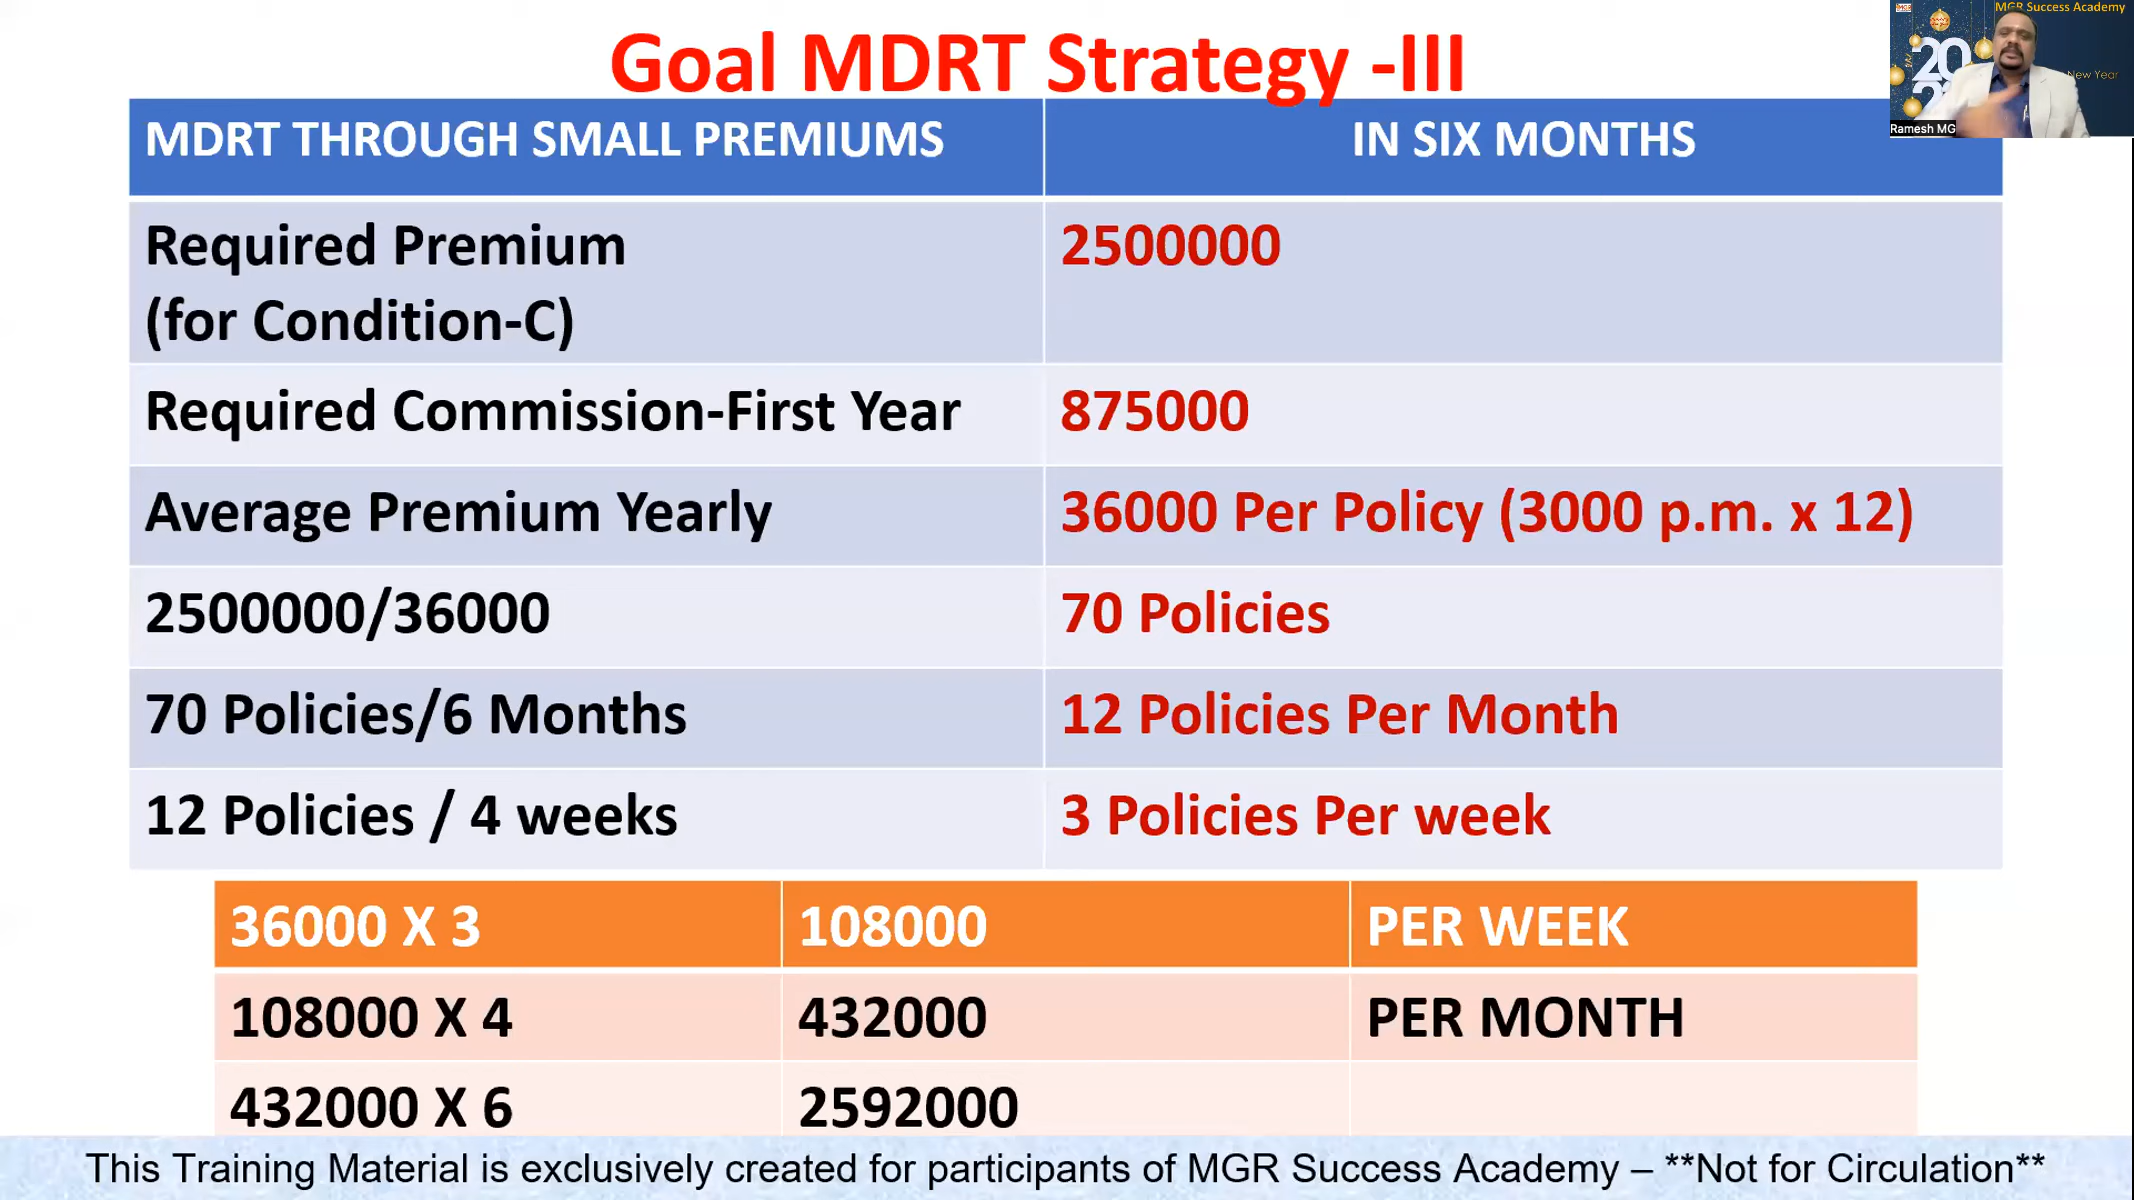 Goal MDRT Strategy -III
MGR Success Academy
20
New Year
Ramesh MG
MDRT THROUGH SMALL PREMIUMS
IN SIX MONTHS
Required Premium
(for Condition-C)
2500000
Required Commission-First Year
875000
Average Premium Yearly
36000 Per Policy (3000 p.m. x 12)
2500000/36000
70 Policies
70 Policies/6 Months
12 Policies Per Month
12 Policies / 4 weeks
3 Policies Per week
36000 X 3
108000
PER WEEK
108000 X 4
432000
PER MONTH
432000 X 6
2592000
This Training Material is exclusively created for participants of MGR Success Academy – **Not for Circulation**